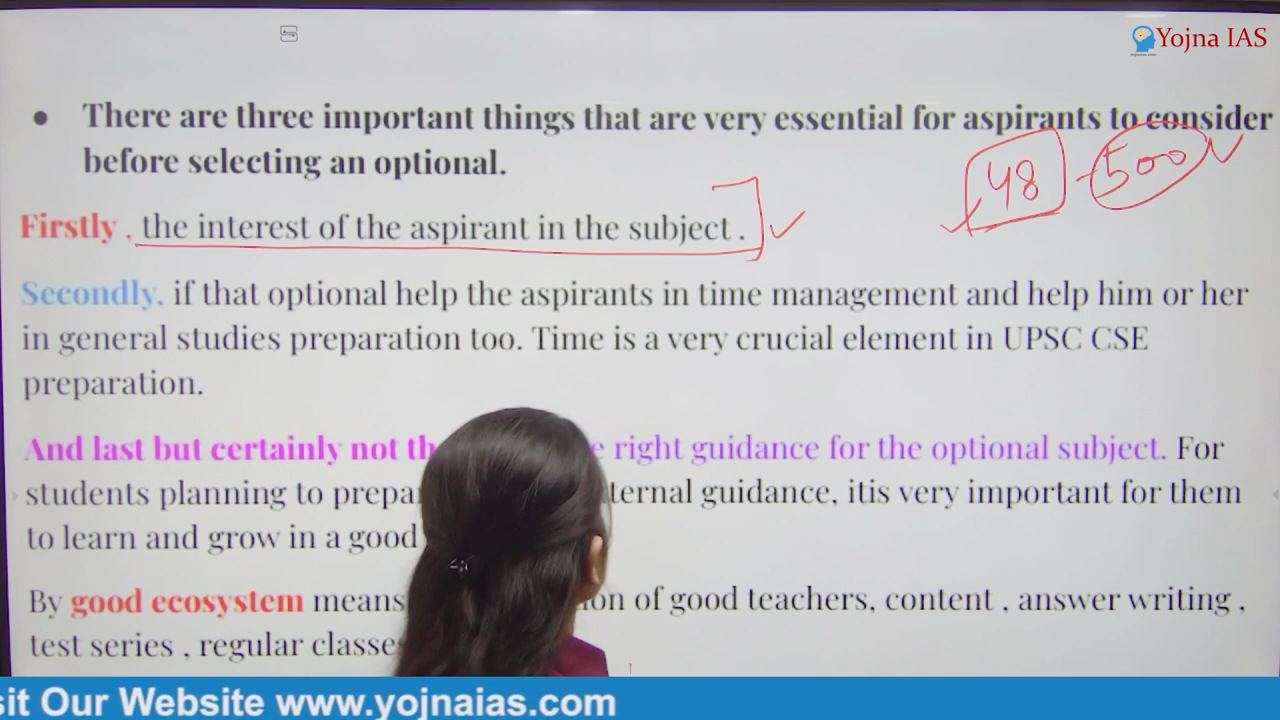 Yojna IAS
yojnaias.com
• There are three important things that are very essential for aspirants to consider
before selecting an optional.
48 - 500
Firstly , the interest of the aspirant in the subject .
Secondly. if that optional help the aspirants in time management and help him or her
in general studies preparation too. Time is a very crucial element in UPSC CSE
preparation.
And last but certainly not th e right guidance for the optional subject. For
students planning to prepa ternal guidance, itis very important for them
to learn and grow in a good
By good ecosystem means on of good teachers, content , answer writing ,
test series , regular classe
sit Our Website www.yojnaias.com